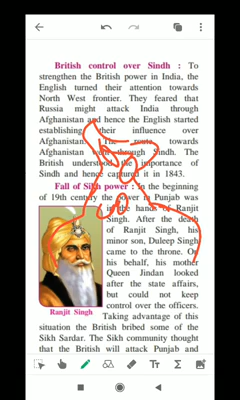 British control over Sindh : To
strengthen the British power in India, the
English turned their attention towards
North West frontier. They feared that
Russia might attack India through
Afghanistan and hence the English started
establishing their influence over
Afghanistan. The route towards
Afghanistan through Sindh. The
British understood the importance of
Sindh and hence captured it in 1843.
Fall of Sikh power : In the beginning
of 19th century the power in Punjab was
in the hands of Ranjit
Singh. After the death
of Ranjit Singh, his
minor son, Duleep Singh
came to the throne. On
his behalf, his mother
Queen Jindan looked
after the state affairs,
but could not keep
control over the officers.
Ranjit Singh
Taking advantage of this
situation the British bribed some of the
Sikh Sardar. The Sikh community thought
that the British will attack Punjab and